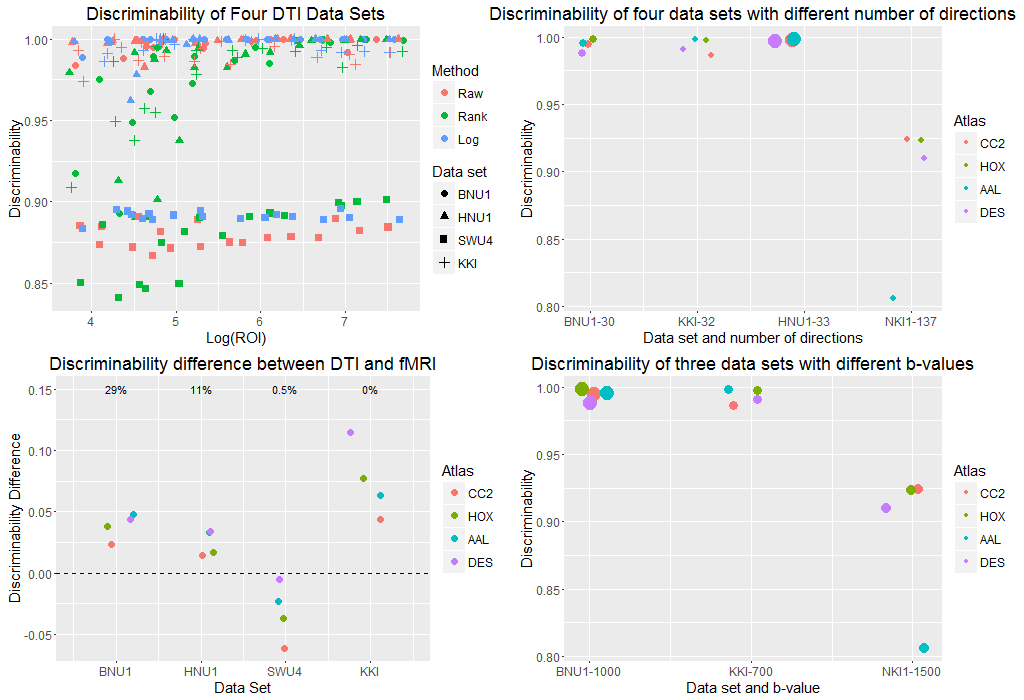 Discriminability of Four DTI Data Sets
Discriminability
1.00
0.95
0.90
0.85
4 5 6 7
Log(ROI)
Method
Raw
Rank
Log
Data set
BNU1
HNU1
SWU4
KKI
Discriminability of four data sets with different number of directions
Discriminability
1.00
0.95
0.90
0.85
0.80
BNU1-30 KKI-32 HNU1-33 NKI1-137
Data set and number of directions
Atlas
CC2
HOX
AAL
DES
Discriminability difference between DTI and fMRI
Discriminability Difference
29% 11% 0.5% 0%
0.15
0.10
0.05
0.00
-0.05
BNU1 HNU1 SWU4 KKI
Data Set
Atlas
CC2
HOX
AAL
DES
Discriminability of three data sets with different b-values
Discriminability
1.00
0.95
0.90
0.85
0.80
BNU1-1000 KKI-700 NKI1-1500
Data set and b-value
Atlas
CC2
HOX
AAL
DES